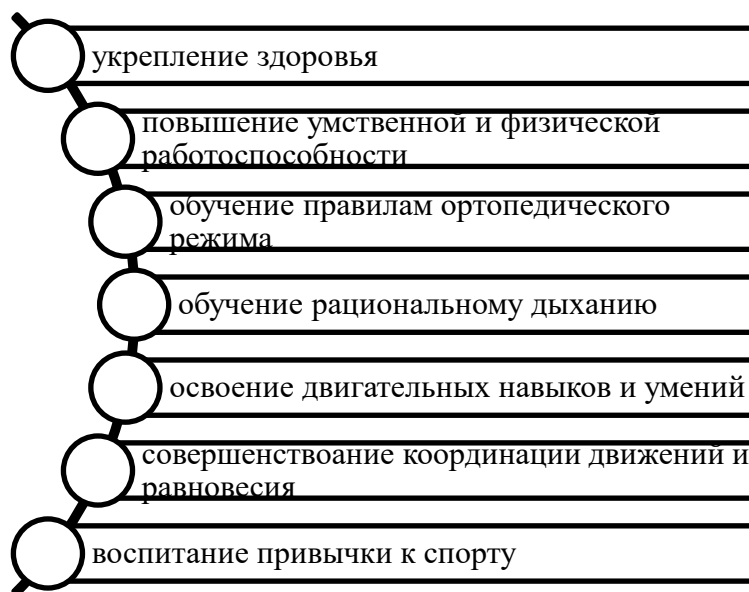 укрепление здоровья
повышение умственной и физической
работоспособности
обучение правилам ортопедического
режима
обучение рациональному дыханию
освоение двигательных навыков и умений
совершенствоание координации движений и
равновесия
воспитание привычки к спорту